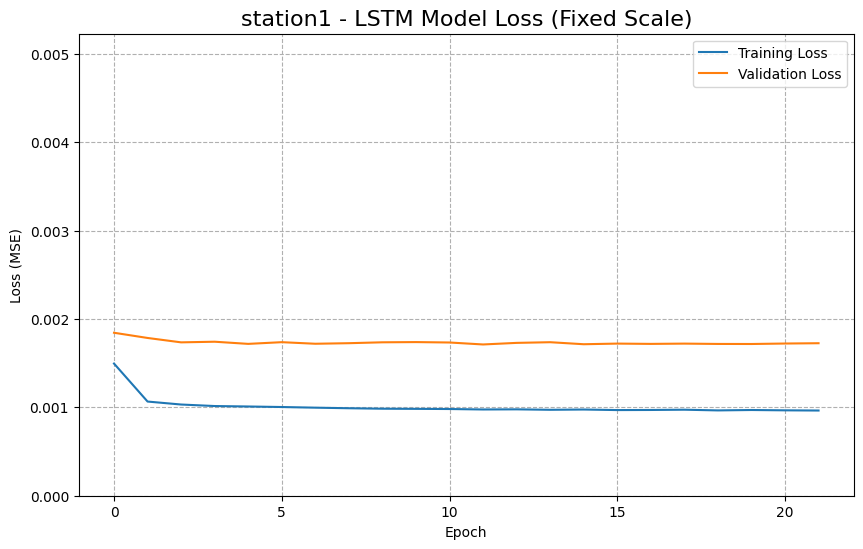 station1 - LSTM Model Loss (Fixed Scale)
Training Loss
Validation Loss
Loss (MSE)
0.005
0.004
0.003
0.002
0.001
0.000
0 5 10 15 20
Epoch